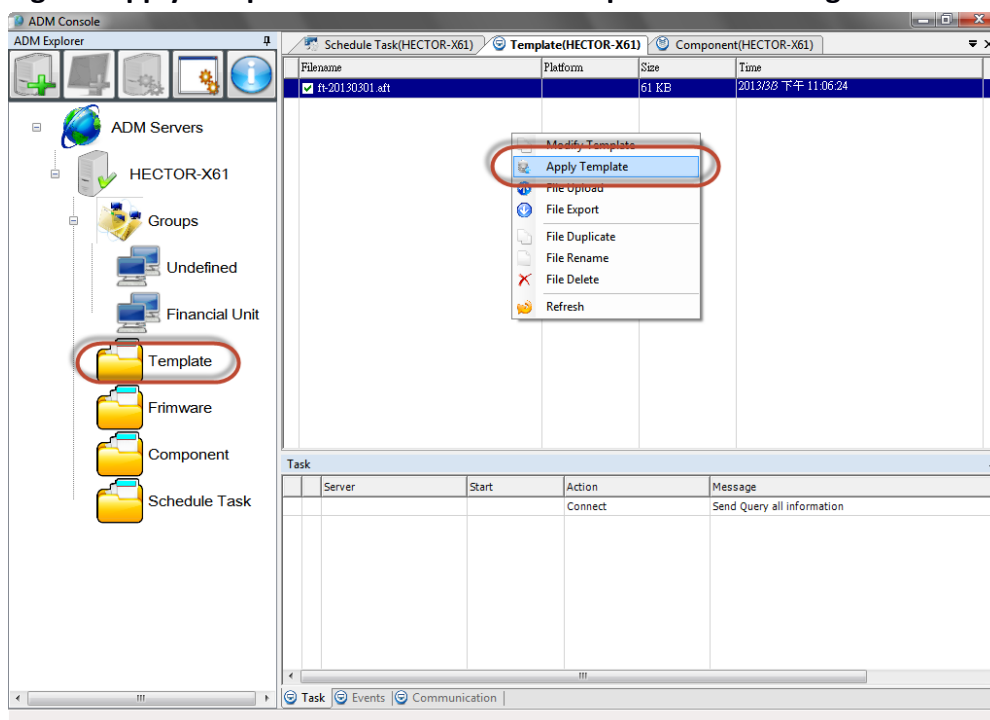 ADM Console
ADM Explorer
ADM Servers
HECTOR-X61
Groups
Undefined
Financial Unit
Template
Frimware
Component
Schedule Task
Schedule Task(HECTOR-X61) Template(HECTOR-X61) Component(HECTOR-X61)
Filename Platform Size Time
ft-20130301.aft 61 KB 2013/3/3 下午 11:06:24
Modify Template
Apply Template
File Upload
File Export
File Duplicate
File Rename
File Delete
Refresh
Task
Server Start Action Message
Connect Send Query all information
Task Events Communication